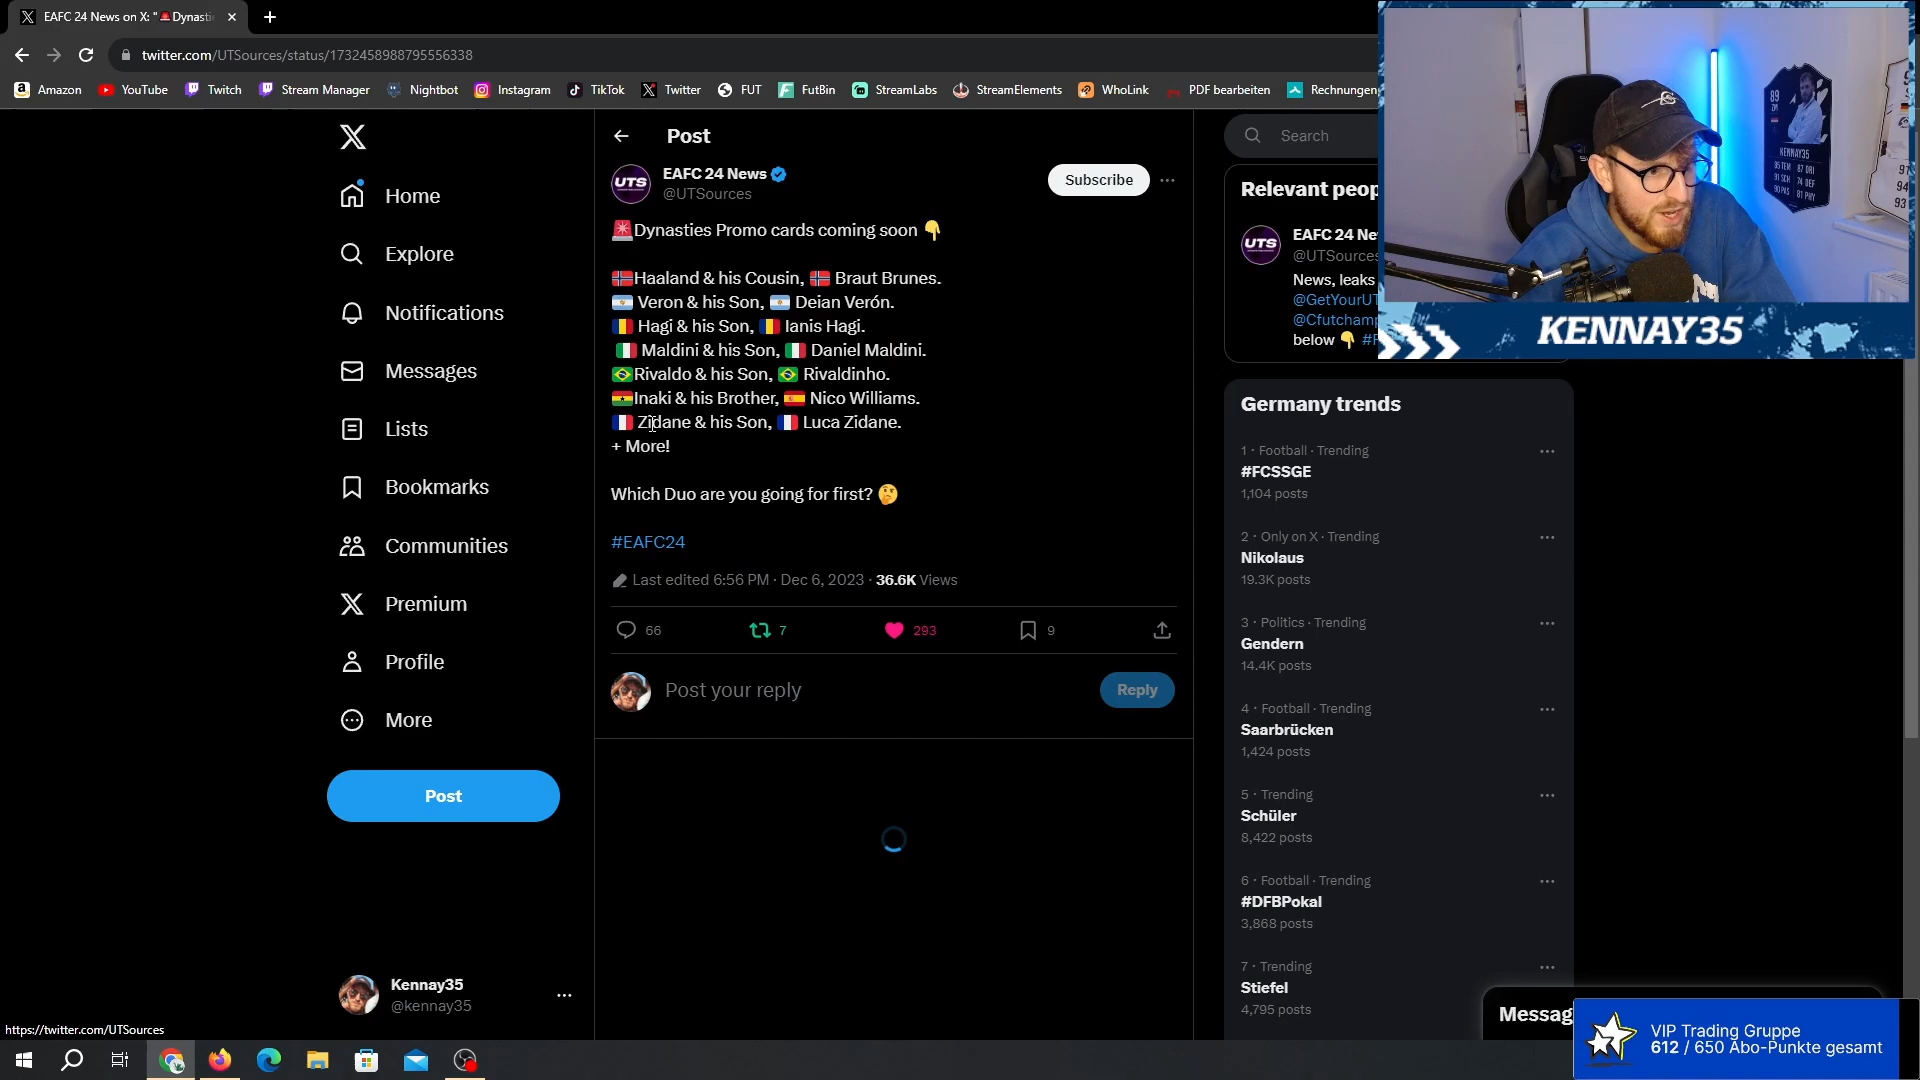 EAFC 24 News on X: "🚨Dynasti
twitter.com/UTSources/status/1732458988795556338
Amazon
YouTube
Twitch
Stream Manager
Nightbot
Instagram
TikTok
Twitter
FUT
FutBin
StreamLabs
StreamElements
WhoLink
PDF bearbeiten
Rechnungen
Home
Explore
Notifications
Messages
Lists
Bookmarks
Communities
Premium
Profile
More
Post
Kennay35
@kennay35
https://twitter.com/UTSources
Post
UTS
EAFC 24 News
@UTSources
Subscribe
🚨Dynasties Promo cards coming soon 👇
🇳🇴Haaland & his Cousin, 🇳🇴 Braut Brunes.
🇦🇷 Veron & his Son, 🇦🇷 Deian Verón.
🇷🇴 Hagi & his Son, 🇷🇴 Ianis Hagi.
🇮🇹 Maldini & his Son, 🇮🇹 Daniel Maldini.
🇧🇷Rivaldo & his Son, 🇧🇷 Rivaldinho.
🇬🇭Inaki & his Brother, 🇪🇸 Nico Williams.
🇫🇷 Zidane & his Son, 🇫🇷 Luca Zidane.
+ More!
Which Duo are you going for first? 🤔
#EAFC24
Last edited 6:56 PM · Dec 6, 2023 · 36.6K Views
66 7 293 9
Post your reply
Reply
Search
Relevant peop
UTS
EAFC 24 Ne
@UTSources
News, leaks
@GetYourUT
@Cfutchamp
below 👇 #F
Germany trends
1 · Football · Trending
#FCSSGE
1,104 posts
2 · Only on X · Trending
Nikolaus
19.3K posts
3 · Politics · Trending
Gendern
14.4K posts
4 · Football · Trending
Saarbrücken
1,424 posts
5 · Trending
Schüler
8,422 posts
6 · Football · Trending
#DFBPokal
3,868 posts
7 · Trending
Stiefel
4,795 posts
Messag
89
ZM
KENNAY35
KENNAY35
VIP Trading Gruppe
612 / 650 Abo-Punkte gesamt